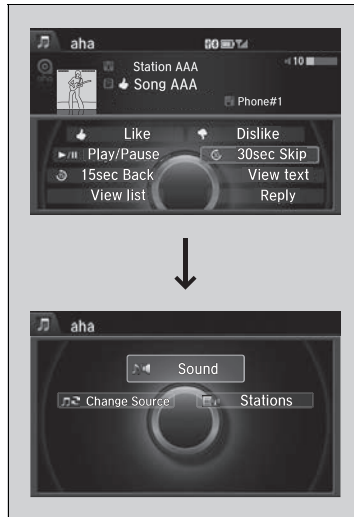 aha
Station AAA
10
aha
Song AAA
Phone#1
Like
Dislike
Play/Pause
30sec Skip
15sec Back
View text
View list
Reply
aha
Sound
Change Source
Stations